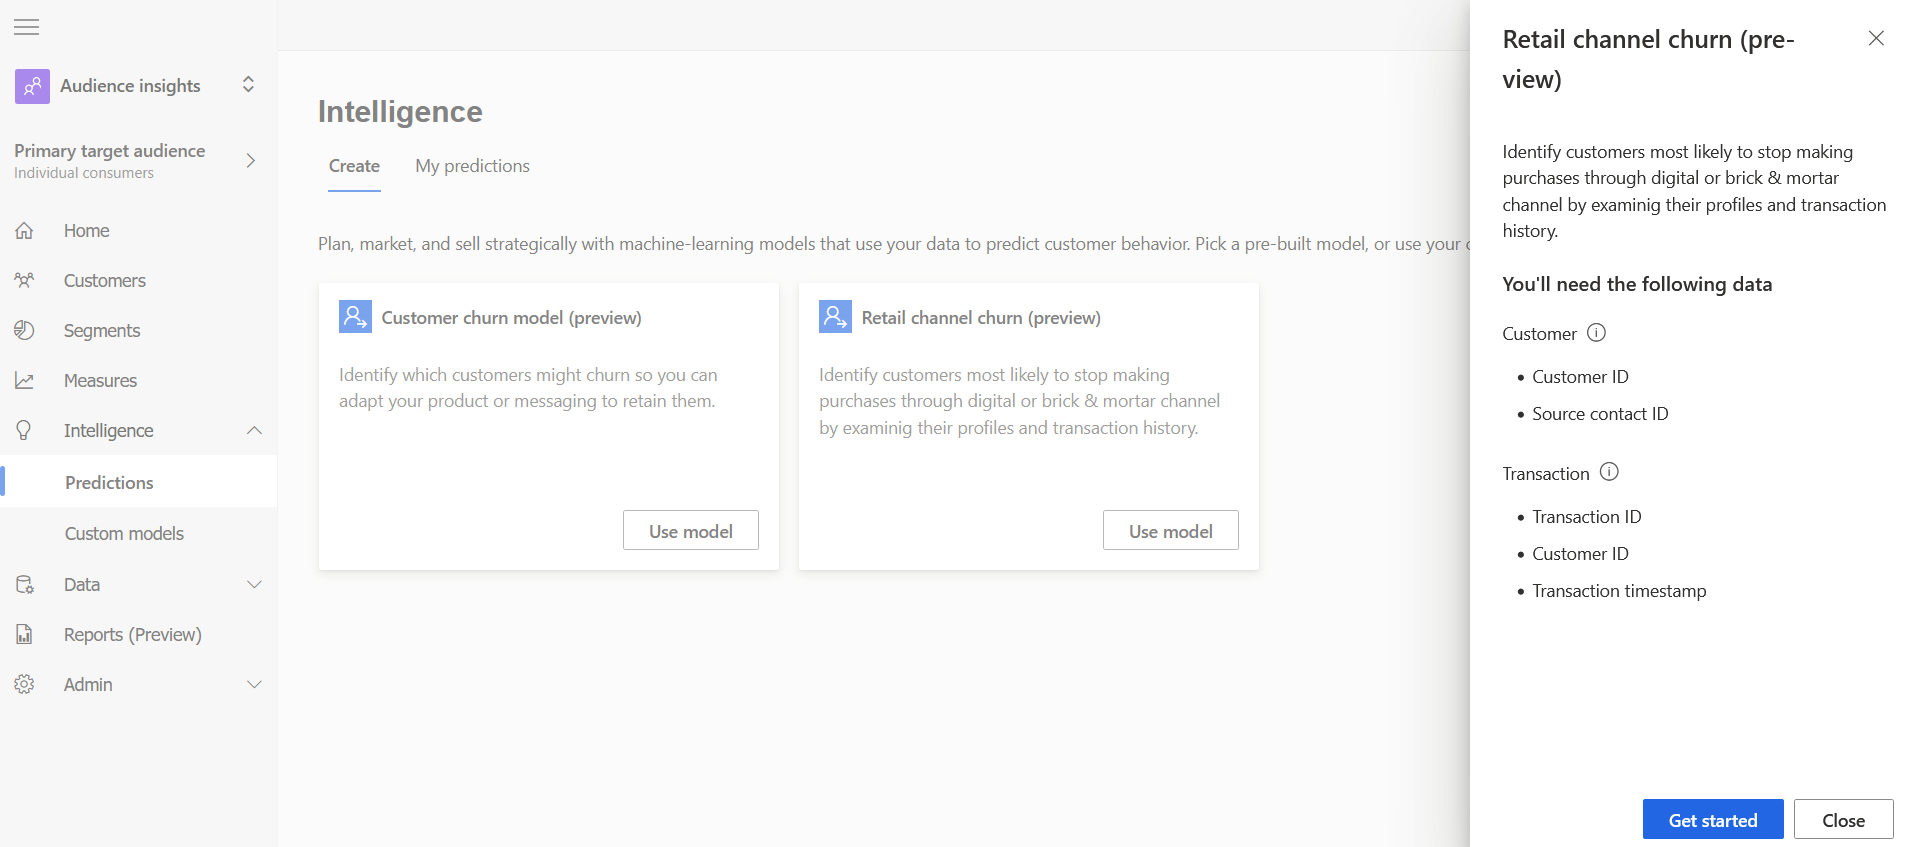 Audience insights
Primary target audience
Individual consumers
Home
Customers
Segments
Measures
Intelligence
Predictions
Custom models
Data
Reports (Preview)
Admin
Intelligence
Create
My predictions
Plan, market, and sell strategically with machine-learning models that use your data to predict customer behavior. Pick a pre-built model, or use your
Customer churn model (preview)
Identify which customers might churn so you can
adapt your product or messaging to retain them.
Use model
Retail channel churn (preview)
Identify customers most likely to stop making
purchases through digital or brick & mortar channel
by examinig their profiles and transaction history.
Use model
Retail channel churn (pre-
view)
Identify customers most likely to stop making
purchases through digital or brick & mortar
channel by examinig their profiles and transaction
history.
You'll need the following data
Customer
• Customer ID
• Source contact ID
Transaction
• Transaction ID
• Customer ID
• Transaction timestamp
Get started
Close